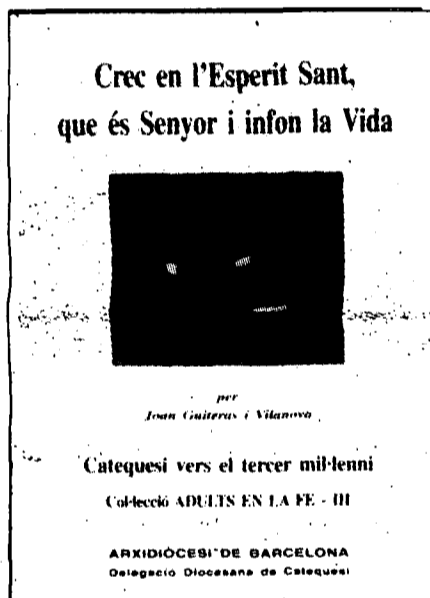 Crec en l'Esperit Sant,
que és Senyor i infon la Vida
per
Joan Guiteras i Vilanova
Catequesi vers el tercer mil·lenni
Col·lecció ADULTS EN LA FE - III
ARXIDIÒCESI DE BARCELONA
Delegació Diocesana de Catequesi